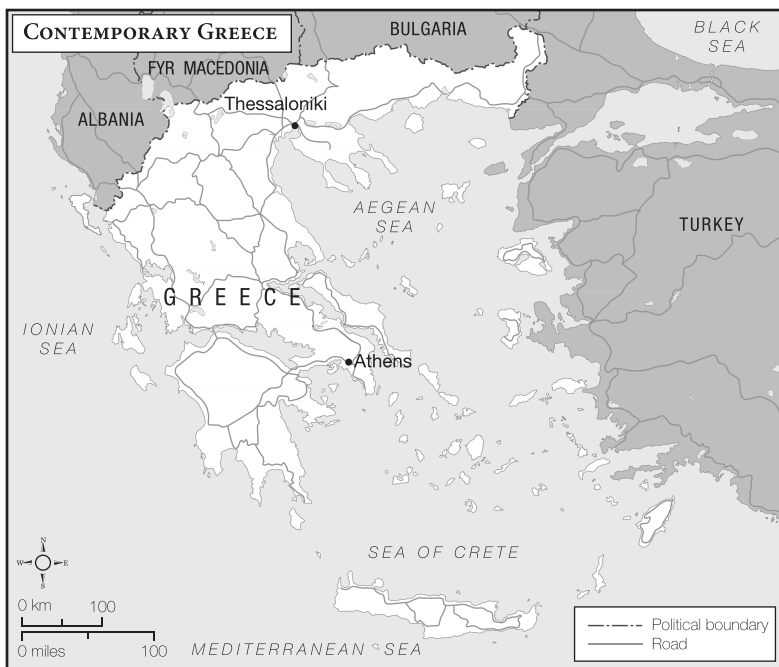 CONTEMPORARY GREECE
BULGARIA
BLACK
SEA
FYR MACEDONIA
Thessaloniki
ALBANIA
AEGEAN
SEA
TURKEY
GREECE
IONIAN
SEA
Athens
SEA OF CRETE
N
W E
S
0 km 100
0 miles 100
MEDITERRANEAN SEA
Political boundary
Road